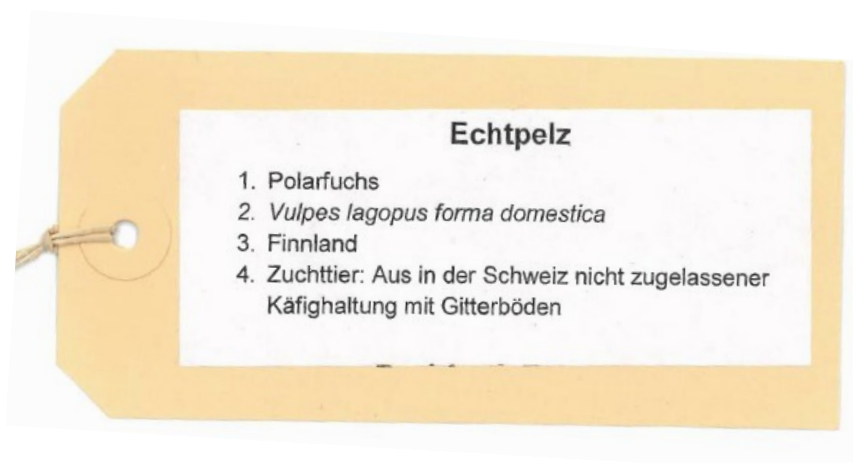 Echtpelz
1. Polarfuchs
2. Vulpes lagopus forma domestica
3. Finnland
4. Zuchttier: Aus in der Schweiz nicht zugelassener
Käfighaltung mit Gitterböden